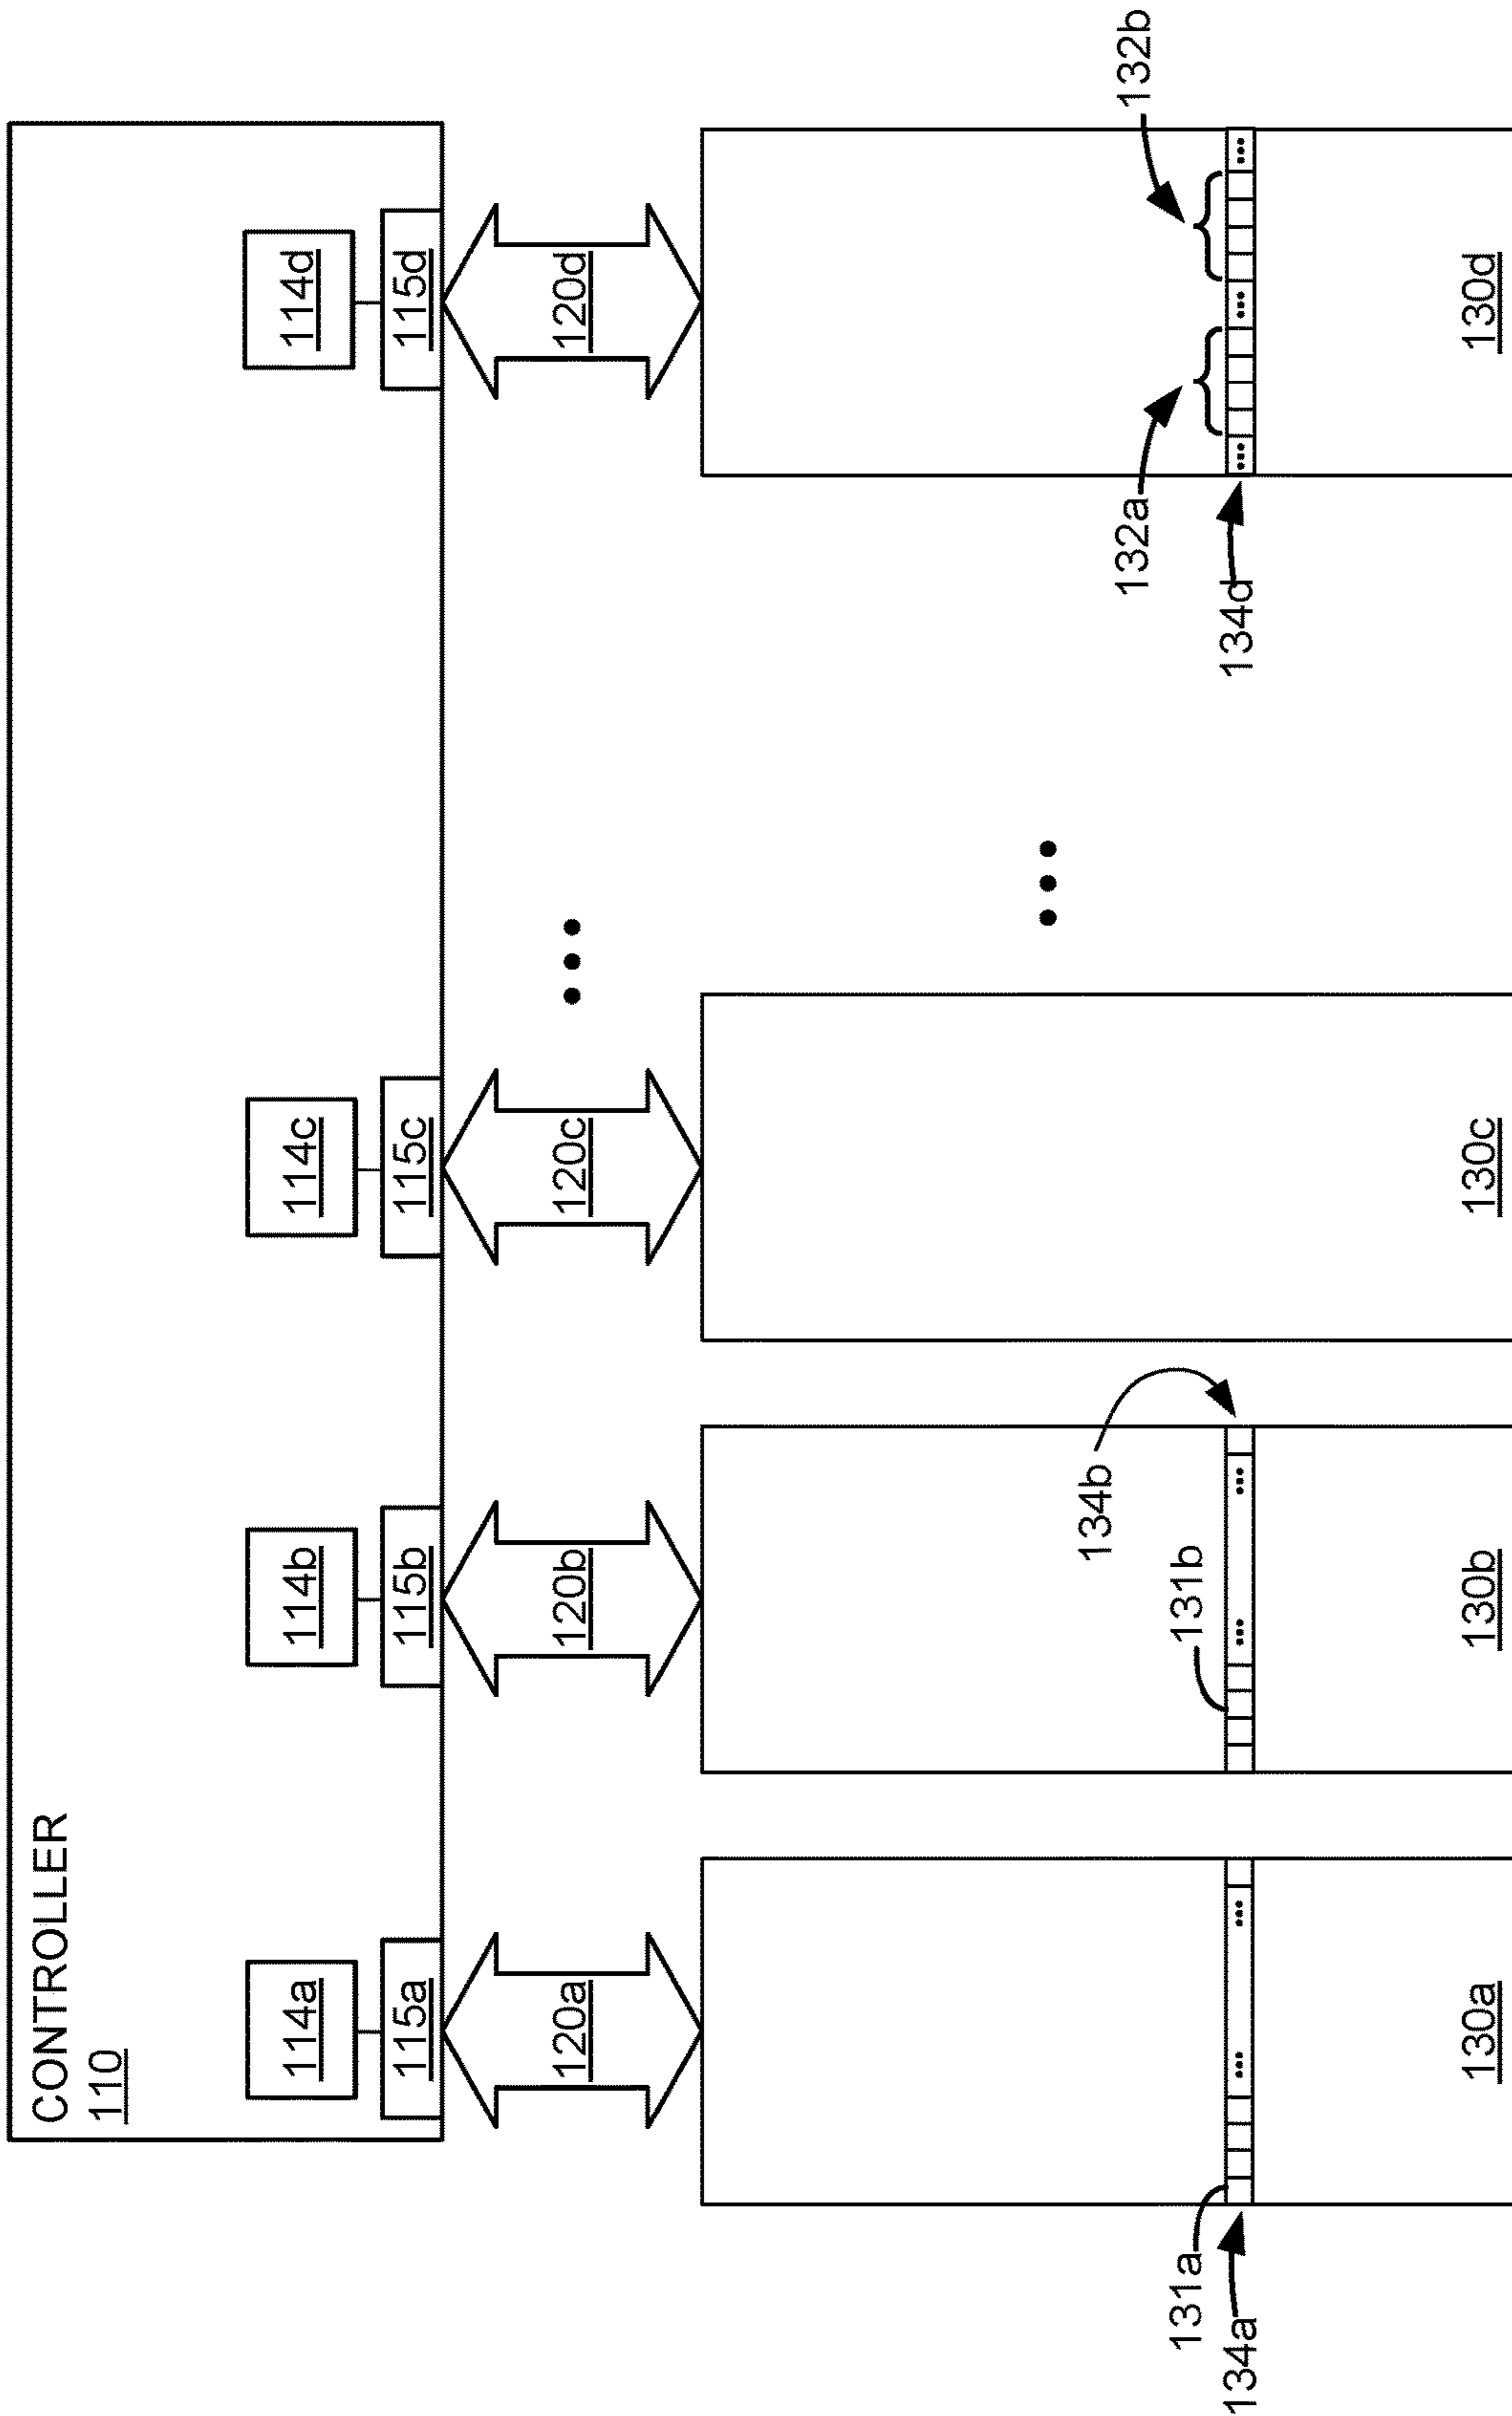 CONTROLLER
110
114a
114b
114c
114d
115a
115b
115c
115d
120a
120b
120c
120d
...
...
131a
134a
... ...
131b
134b
... ...
132a
134d
132b
... ... ...
130a
130b
130c
130d